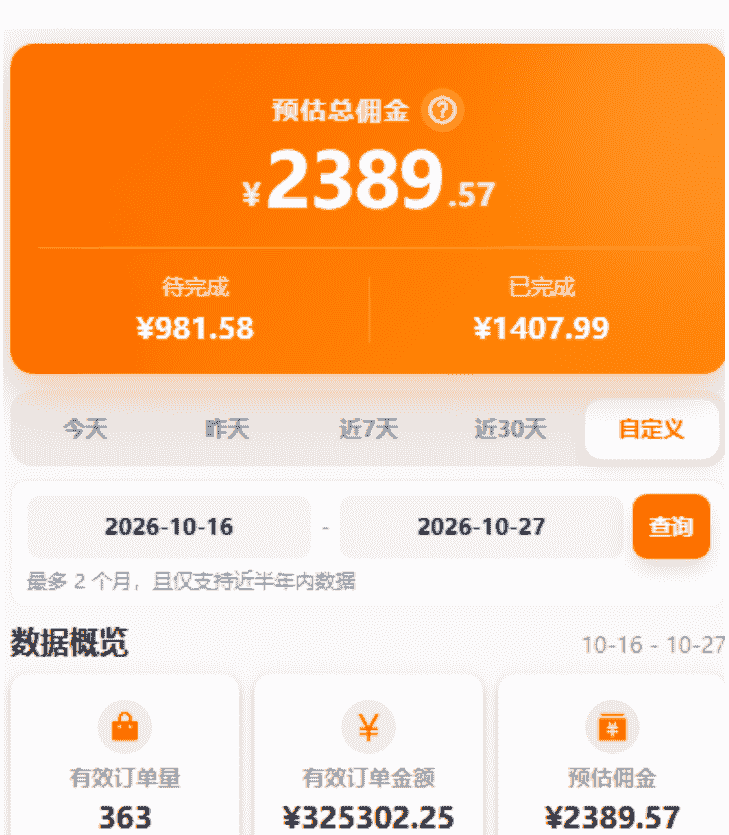 预估总佣金
¥2389.57
待完成 已完成
¥981.58 ¥1407.99
今天 昨天 近7天 近30天 自定义
2026-10-16 - 2026-10-27 查询
最多 2 个月，且仅支持近半年内数据
数据概览 10-16 - 10-27
有效订单量 有效订单金额 预估佣金
363 ¥325302.25 ¥2389.57